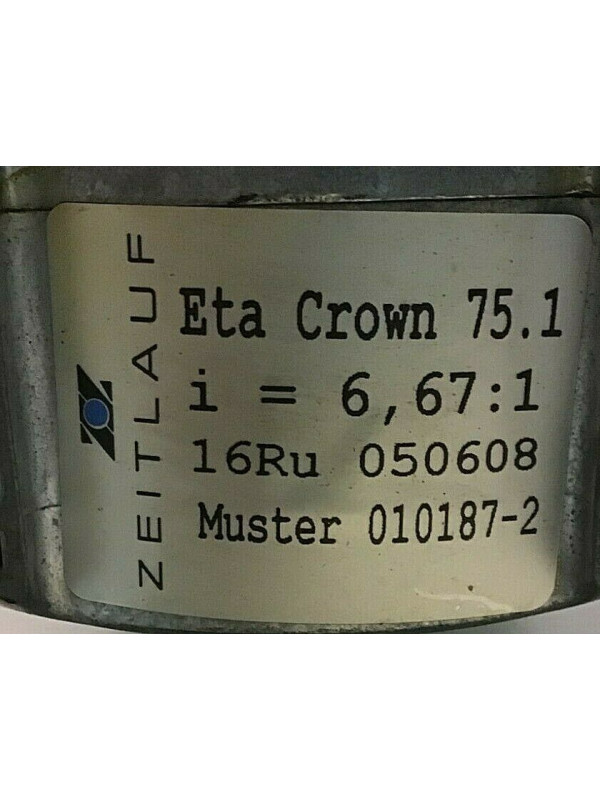 ZEITLAUF
Eta Crown 75.1
i = 6,67:1
16Ru 050608
Muster 010187-2